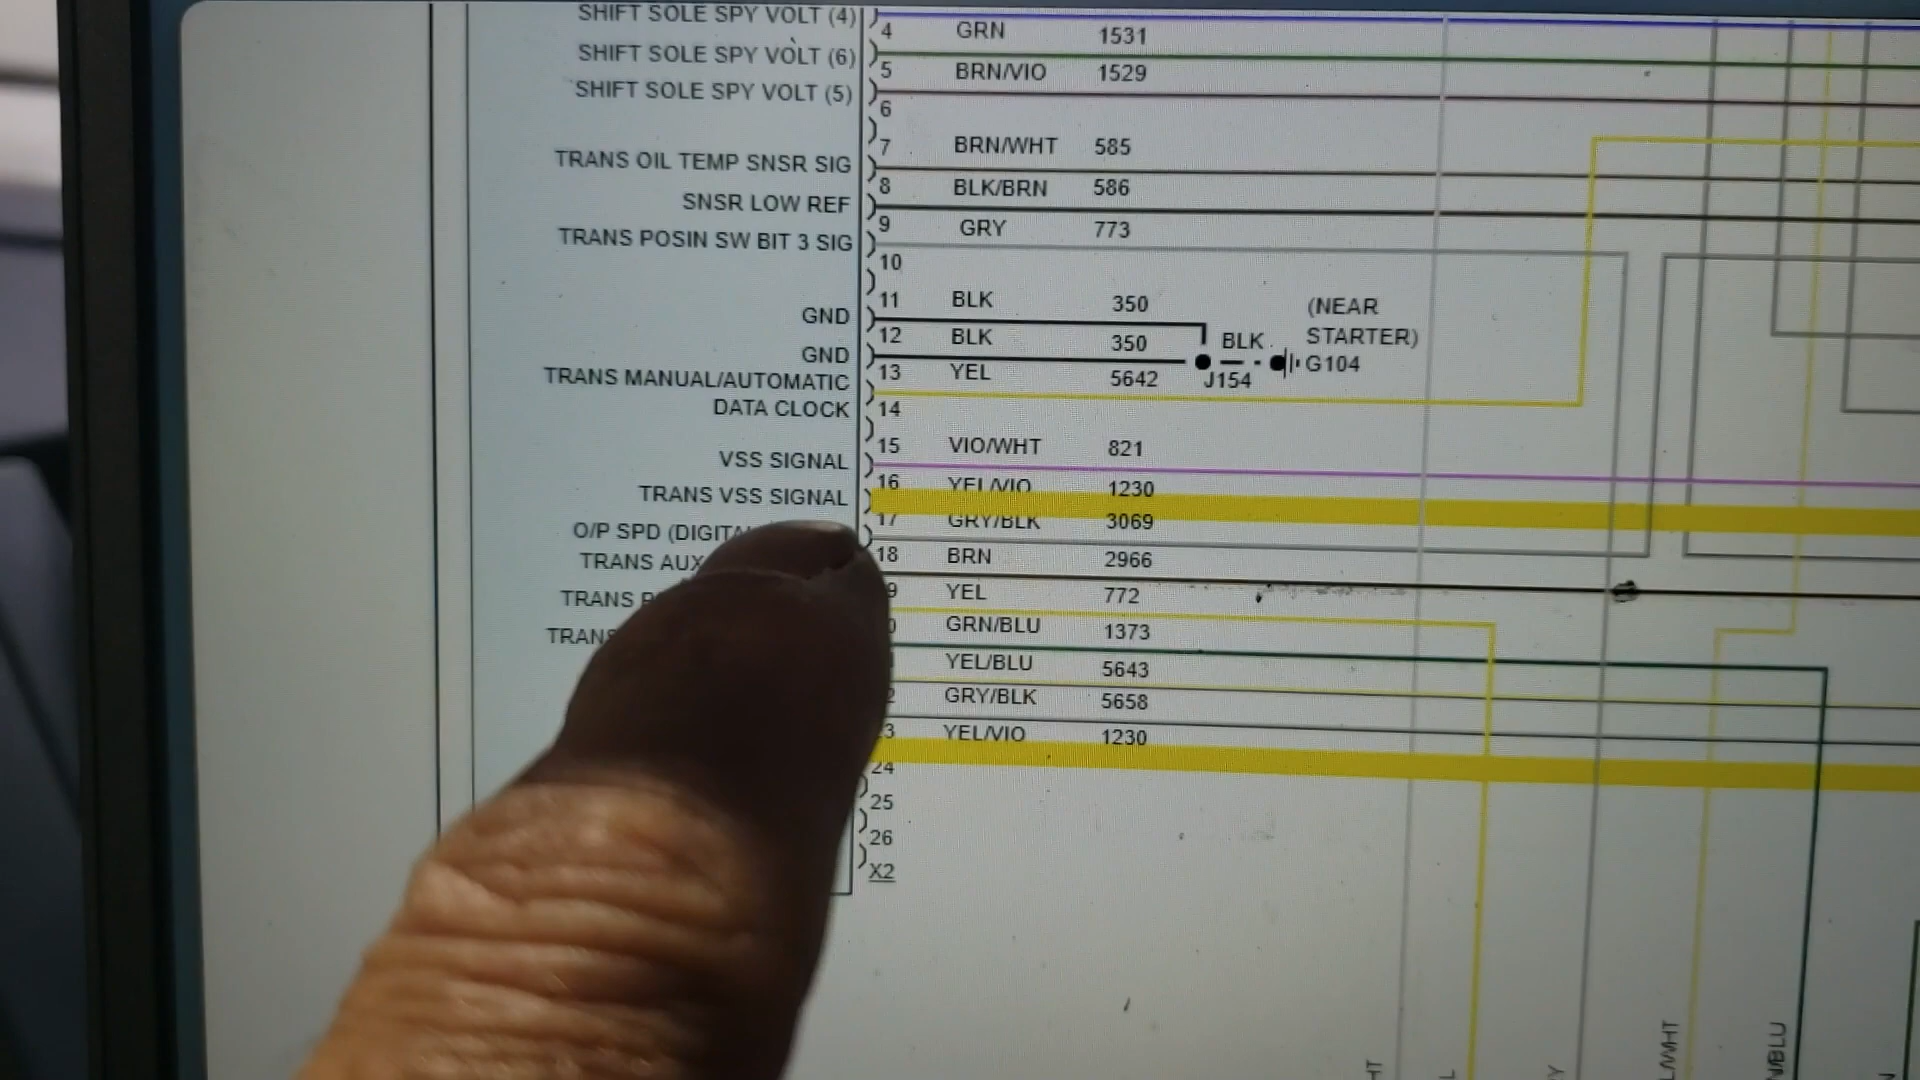 SHIFT SOLE SPY VOLT (4)
4 GRN 1531
SHIFT SOLE SPY VOLT (6)
5 BRN/VIO 1529
SHIFT SOLE SPY VOLT (5)
6
7 BRN/WHT 585
TRANS OIL TEMP SNSR SIG
8 BLK/BRN 586
SNSR LOW REF
9 GRY 773
TRANS POSIN SW BIT 3 SIG
10
11 BLK 350 (NEAR
GND
12 BLK 350 BLK STARTER)
GND
G104
13 YEL 5642 J154
TRANS MANUAL/AUTOMATIC
DATA CLOCK 14
15 VIO/WHT 821
VSS SIGNAL
16 YEL/VIO 1230
TRANS VSS SIGNAL
17 GRY/BLK 3069
O/P SPD
18 BRN 2966
TRANS AUX
YEL 772
TRANS
GRN/BLU 1373
TRANS
YEL/BLU 5643
GRY/BLK 5658
YEL/VIO 1230
24
25
26
X2